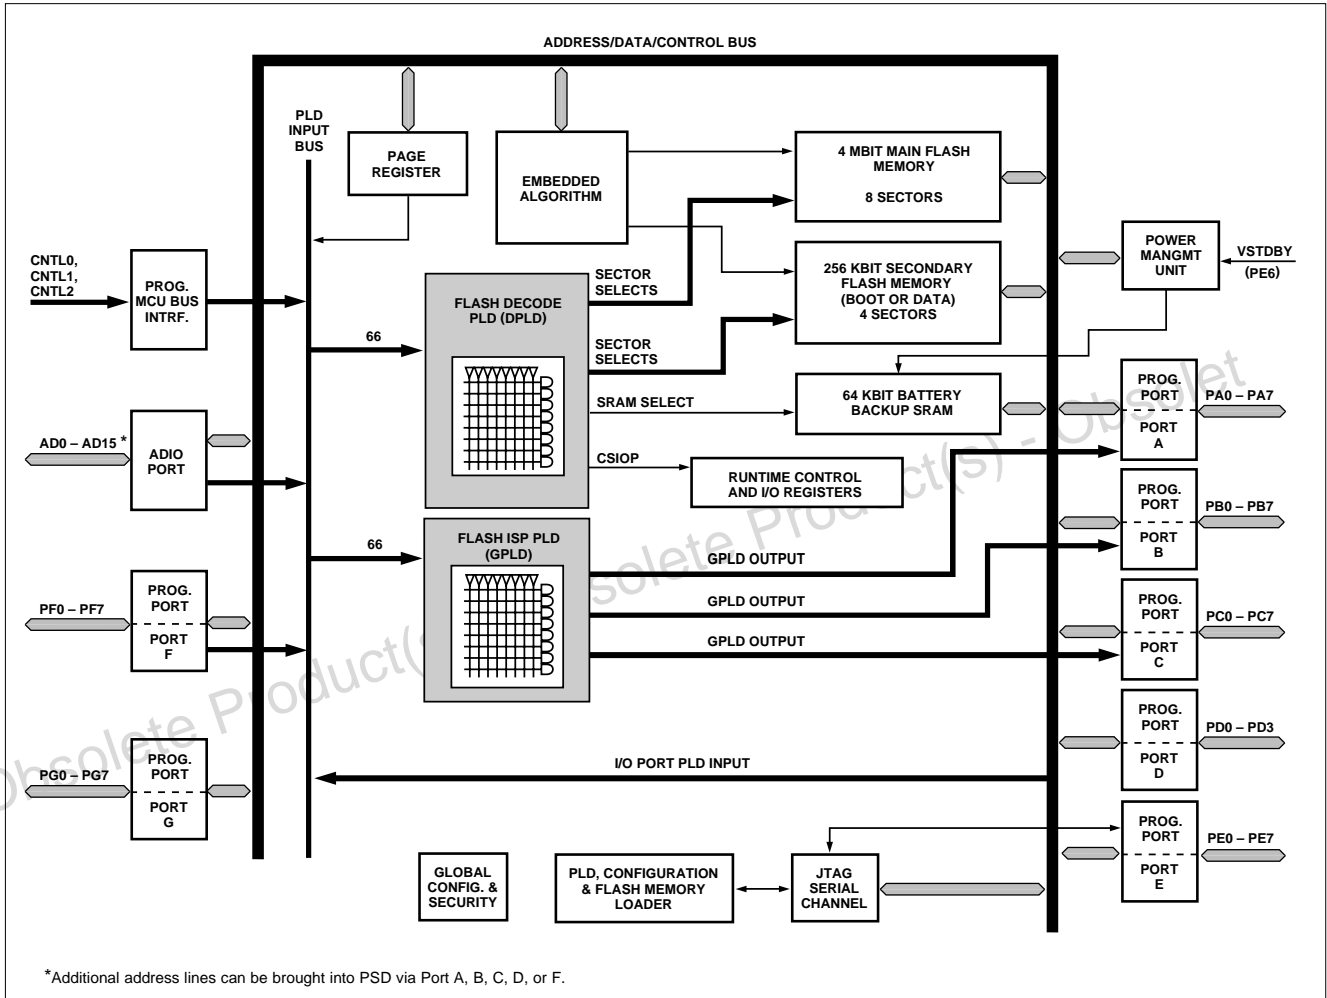 ADDRESS/DATA/CONTROL BUS
PLD
INPUT
BUS
PAGE
REGISTER
EMBEDDED
ALGORITHM
4 MBIT MAIN FLASH
MEMORY
8 SECTORS
CNTL0,
CNTL1,
CNTL2
PROG.
MCU BUS
INTRF.
POWER
MANGMT
UNIT
VSTDBY
(PE6)
256 KBIT SECONDARY
FLASH MEMORY
(BOOT OR DATA)
4 SECTORS
SECTOR
SELECTS
FLASH DECODE
PLD (DPLD)
66
SECTOR
SELECTS
SRAM SELECT
64 KBIT BATTERY
BACKUP SRAM
PROG.
PORT
PORT
A
PA0 – PA7
AD0 – AD15 *
ADIO
PORT
CSIOP
RUNTIME CONTROL
AND I/O REGISTERS
PROG.
PORT
PORT
B
PB0 – PB7
66
FLASH ISP PLD
(GPLD)
GPLD OUTPUT
GPLD OUTPUT
GPLD OUTPUT
PF0 – PF7
PROG.
PORT
PORT
F
PROG.
PORT
PORT
C
PC0 – PC7
PROG.
PORT
PORT
D
PD0 – PD3
PG0 – PG7
PROG.
PORT
PORT
G
I/O PORT PLD INPUT
PROG.
PORT
PORT
E
PE0 – PE7
GLOBAL
CONFIG. &
SECURITY
PLD, CONFIGURATION
& FLASH MEMORY
LOADER
JTAG
SERIAL
CHANNEL
*Additional address lines can be brought into PSD via Port A, B, C, D, or F.
Obsolete Product(s) - Obsolete Product(s) - Obsolet